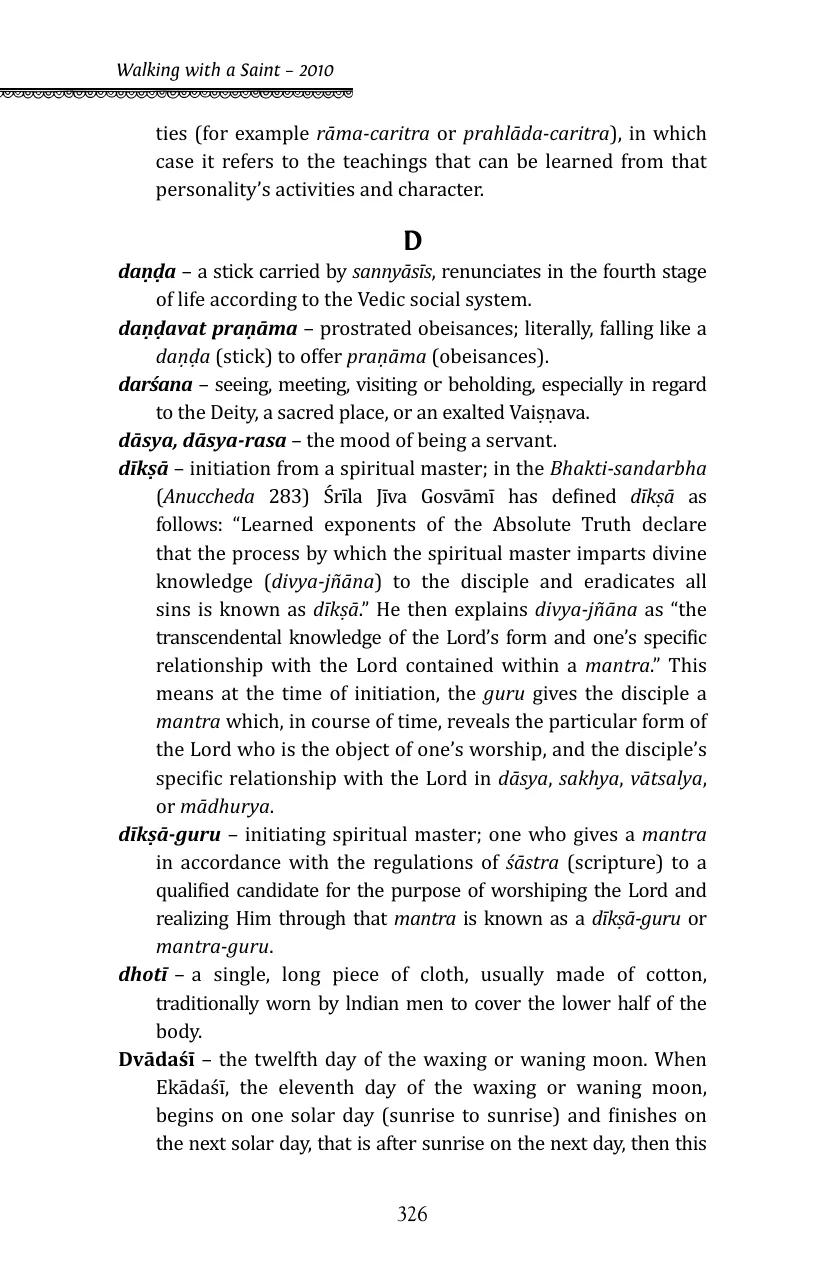 Walking with a Saint – 2010
ties (for example rāma-caritra or prahlāda-caritra), in which
case it refers to the teachings that can be learned from that
personality’s activities and character.
D
daṇḍa – a stick carried by sannyāsīs, renunciates in the fourth stage
of life according to the Vedic social system.
daṇḍavat praṇāma – prostrated obeisances; literally, falling like a
daṇḍa (stick) to offer praṇāma (obeisances).
darśana – seeing, meeting, visiting or beholding, especially in regard
to the Deity, a sacred place, or an exalted Vaiṣṇava.
dāsya, dāsya-rasa – the mood of being a servant.
dīkṣā – initiation from a spiritual master; in the Bhakti-sandarbha
(Anuccheda 283) Śrīla Jīva Gosvāmī has defined dīkṣā as
follows: “Learned exponents of the Absolute Truth declare
that the process by which the spiritual master imparts divine
knowledge (divya-jñāna) to the disciple and eradicates all
sins is known as dīkṣā.” He then explains divya-jñāna as “the
transcendental knowledge of the Lord’s form and one’s specific
relationship with the Lord contained within a mantra.” This
means at the time of initiation, the guru gives the disciple a
mantra which, in course of time, reveals the particular form of
the Lord who is the object of one’s worship, and the disciple’s
specific relationship with the Lord in dāsya, sakhya, vātsalya,
or mādhurya.
dīkṣā-guru – initiating spiritual master; one who gives a mantra
in accordance with the regulations of śāstra (scripture) to a
qualified candidate for the purpose of worshiping the Lord and
realizing Him through that mantra is known as a dīkṣā-guru or
mantra-guru.
dhotī – a single, long piece of cloth, usually made of cotton,
traditionally worn by lndian men to cover the lower half of the
body.
Dvādaśī – the twelfth day of the waxing or waning moon. When
Ekādaśī, the eleventh day of the waxing or waning moon,
begins on one solar day (sunrise to sunrise) and finishes on
the next solar day, that is after sunrise on the next day, then this
326